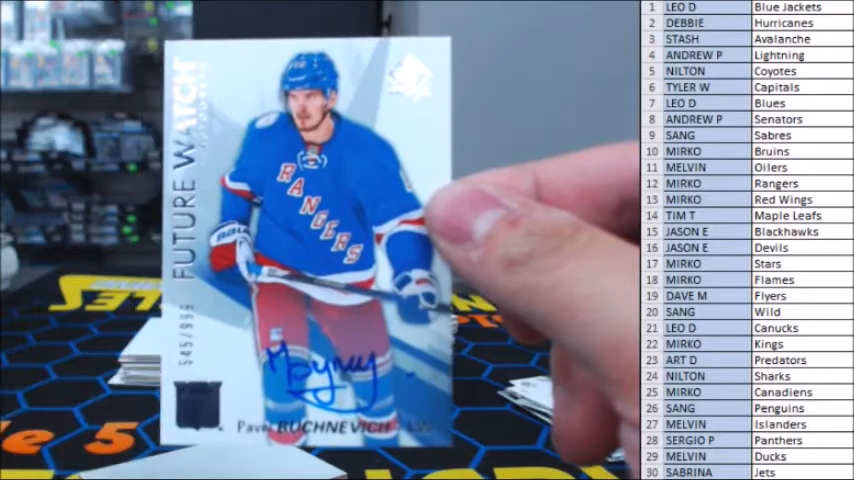 FUTURE WATCH
AUTOGRAPHS
545/999
RANGERS
Pavel BUCHNEVICH - LW
1 LEO D Blue Jackets
2 DEBBIE Hurricanes
3 STASH Avalanche
4 ANDREW P Lightning
5 NILTON Coyotes
6 TYLER W Capitals
7 LEO D Blues
8 ANDREW P Senators
9 SANG Sabres
10 MIRKO Bruins
11 MELVIN Oilers
12 MIRKO Rangers
13 MIRKO Red Wings
14 TIM T Maple Leafs
15 JASON E Blackhawks
16 JASON E Devils
17 MIRKO Stars
18 MIRKO Flames
19 DAVE M Flyers
20 SANG Wild
21 LEO D Canucks
22 MIRKO Kings
23 ART D Predators
24 NILTON Sharks
25 MIRKO Canadiens
26 SANG Penguins
27 MELVIN Islanders
28 SERGIO P Panthers
29 MELVIN Ducks
30 SABRINA Jets